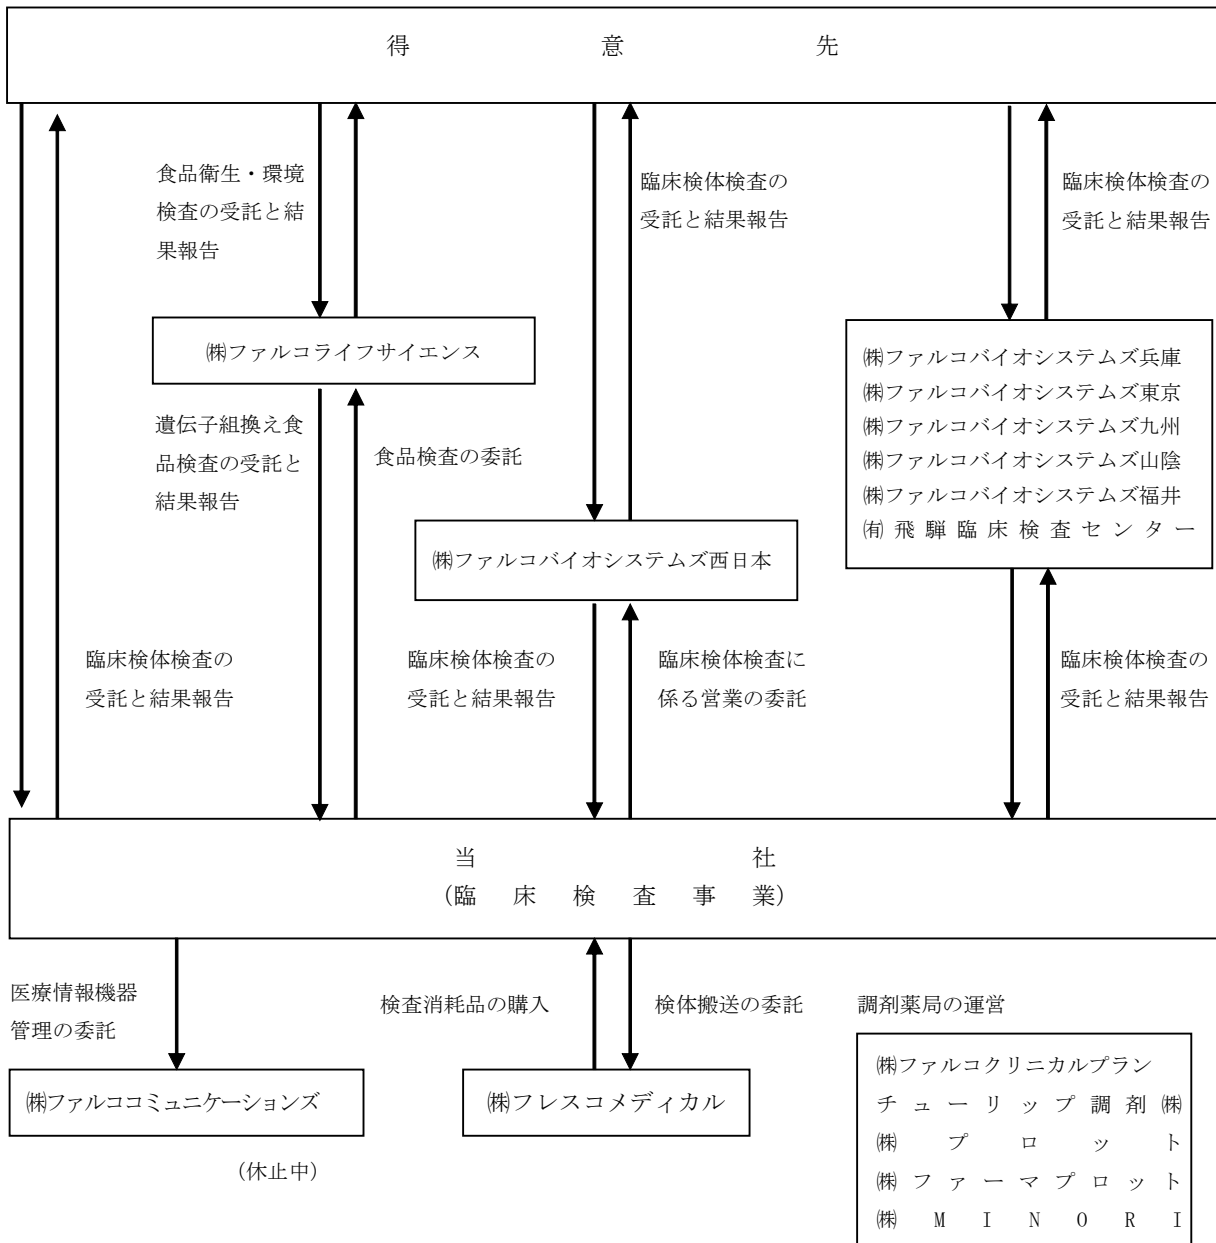 得意先
食品衛生・環境
検査の受託と結
果報告
臨床検体検査の
受託と結果報告
臨床検体検査の
受託と結果報告
㈱ファルコライフサイエンス
㈱ファルコバイオシステムズ兵庫
㈱ファルコバイオシステムズ東京
㈱ファルコバイオシステムズ九州
㈱ファルコバイオシステムズ山陰
㈱ファルコバイオシステムズ福井
㈲飛騨臨床検査センター
遺伝子組換え食
品検査の受託と
結果報告
食品検査の委託
㈱ファルコバイオシステムズ西日本
臨床検体検査の
受託と結果報告
臨床検体検査の
受託と結果報告
臨床検体検査に
係る営業の委託
臨床検体検査の
受託と結果報告
当社
(臨床検査事業)
医療情報機器
管理の委託
検査消耗品の購入
検体搬送の委託
調剤薬局の運営
㈱ファルココミュニケーションズ
(休止中)
㈱フレスコメディカル
㈱ファルコクリニカルプラン
チューリップ調剤㈱
㈱プロット
㈱ファーマプロット
㈱MINORI